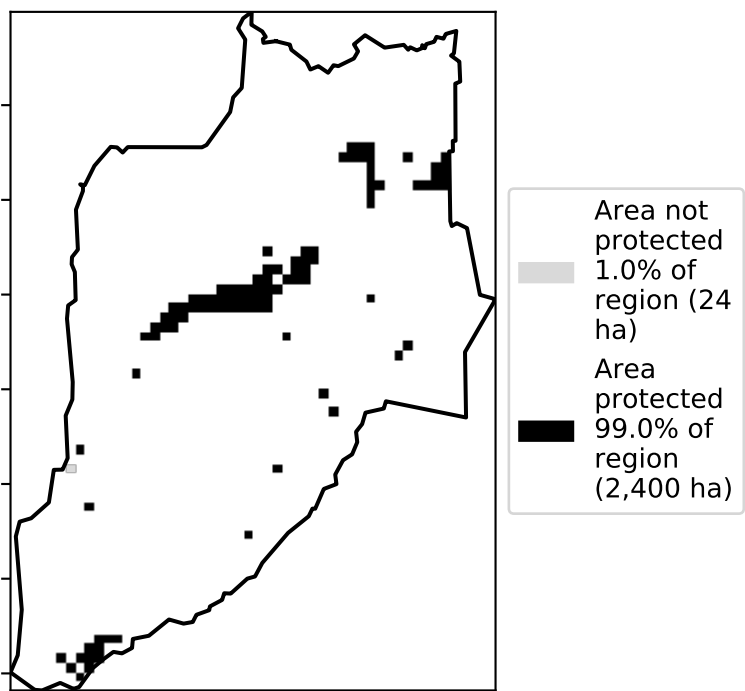 Area not
protected
1.0% of
region (24
ha)
Area
protected
99.0% of
region
(2,400 ha)